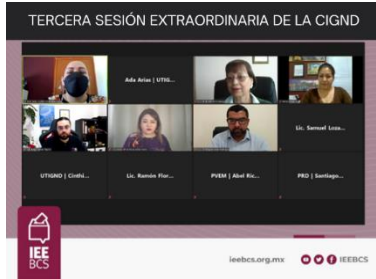 TERCERA SESIÓN EXTRAORDINARIA DE LA CIGND
Ada Arias | UTIG...
Lic. Samuel Loza...
UTIGND | Cinthi...
Lic. Ramón Flor...
PVEM | Abel Ric...
PRD | Santiago...
IEE
BCS
ieebcs.org.mx
IEEBCS